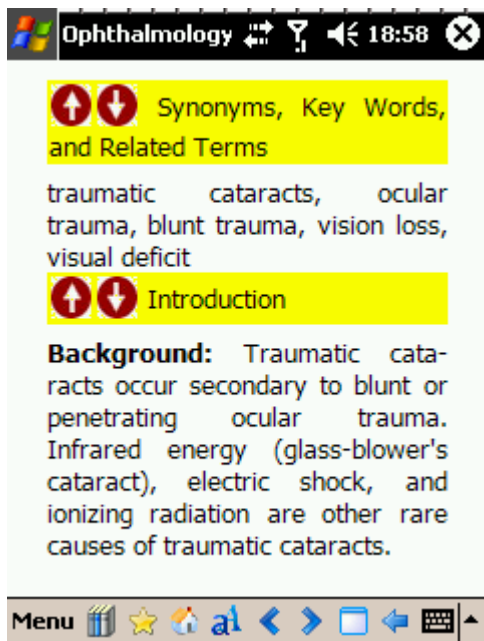 Ophthalmology 18:58
Synonyms, Key Words,
and Related Terms
traumatic cataracts, ocular
trauma, blunt trauma, vision loss,
visual deficit
Introduction
Background: Traumatic cata-
racts occur secondary to blunt or
penetrating ocular trauma.
Infrared energy (glass-blower's
cataract), electric shock, and
ionizing radiation are other rare
causes of traumatic cataracts.
Menu